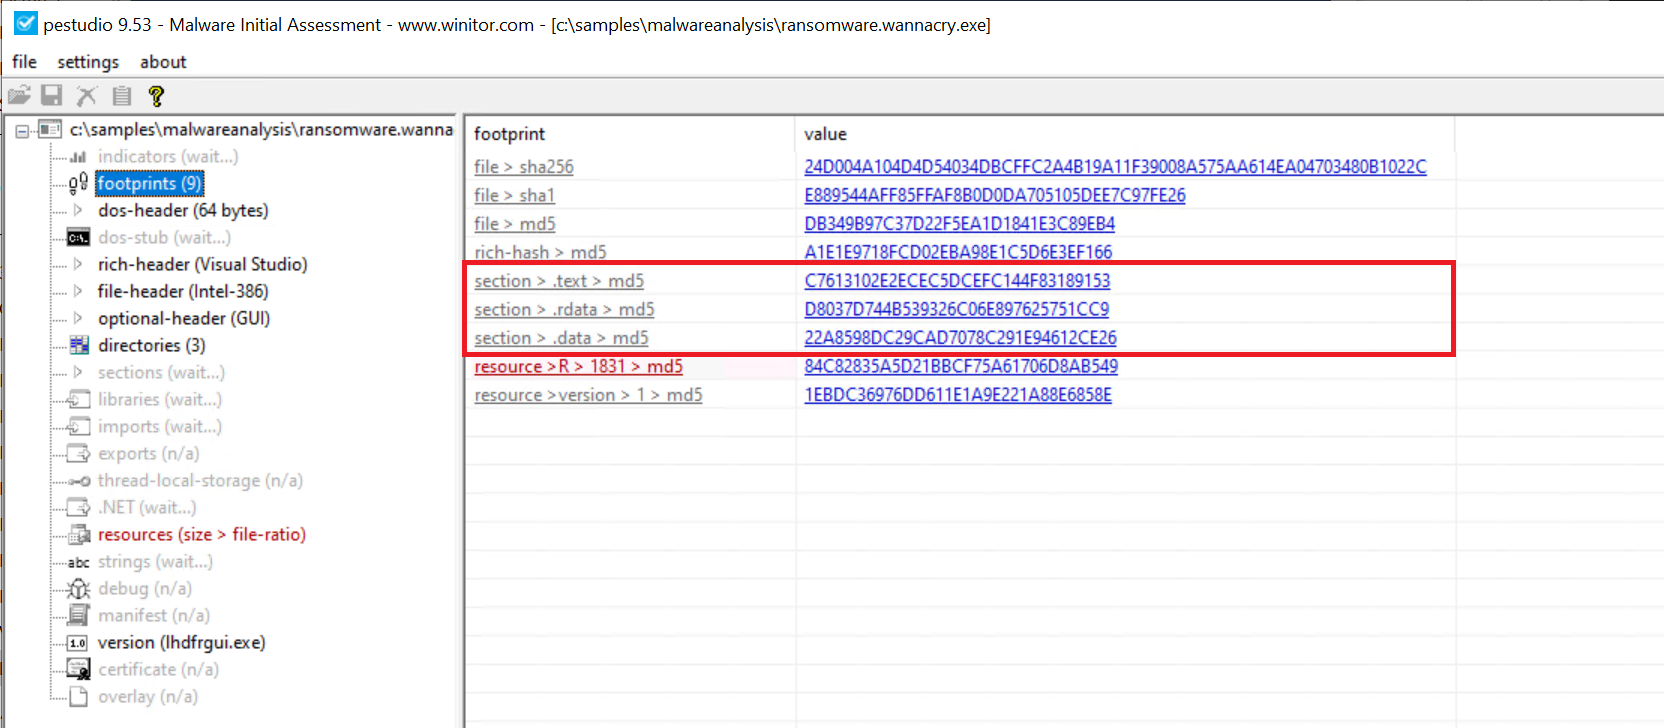 pestudio 9.53 - Malware Initial Assessment - www.winitor.com - [c:\samples\malwareanalysis\ransomware.wannacry.exe]
file settings about
c:\samples\malwareanalysis\ransomware.wanna
indicators (wait...)
footprints (9)
dos-header (64 bytes)
dos-stub (wait...)
rich-header (Visual Studio)
file-header (Intel-386)
optional-header (GUI)
directories (3)
sections (wait...)
libraries (wait...)
imports (wait...)
exports (n/a)
thread-local-storage (n/a)
.NET (wait...)
resources (size > file-ratio)
abc strings (wait...)
debug (n/a)
manifest (n/a)
1.0 version (lhdfrgui.exe)
certificate (n/a)
overlay (n/a)
footprint value
file > sha256 24D004A104D4D54034DBCFFC2A4B19A11F39008A575AA614EA04703480B1022C
file > sha1 E889544AFF85FFAF8B0D0DA705105DEE7C97FE26
file > md5 DB349B97C37D22F5EA1D1841E3C89EB4
rich-hash > md5 A1E1E9718FCD02EBA98E1C5D6E3EF166
section > .text > md5 C7613102E2ECEC5DCEFC144F83189153
section > .rdata > md5 D8037D744B539326C06E897625751CC9
section > .data > md5 22A8598DC29CAD7078C291E94612CE26
resource >R > 1831 > md5 84C82835A5D21BBCF75A61706D8AB549
resource >version > 1 > md5 1EBDC36976DD611E1A9E221A88E6858E